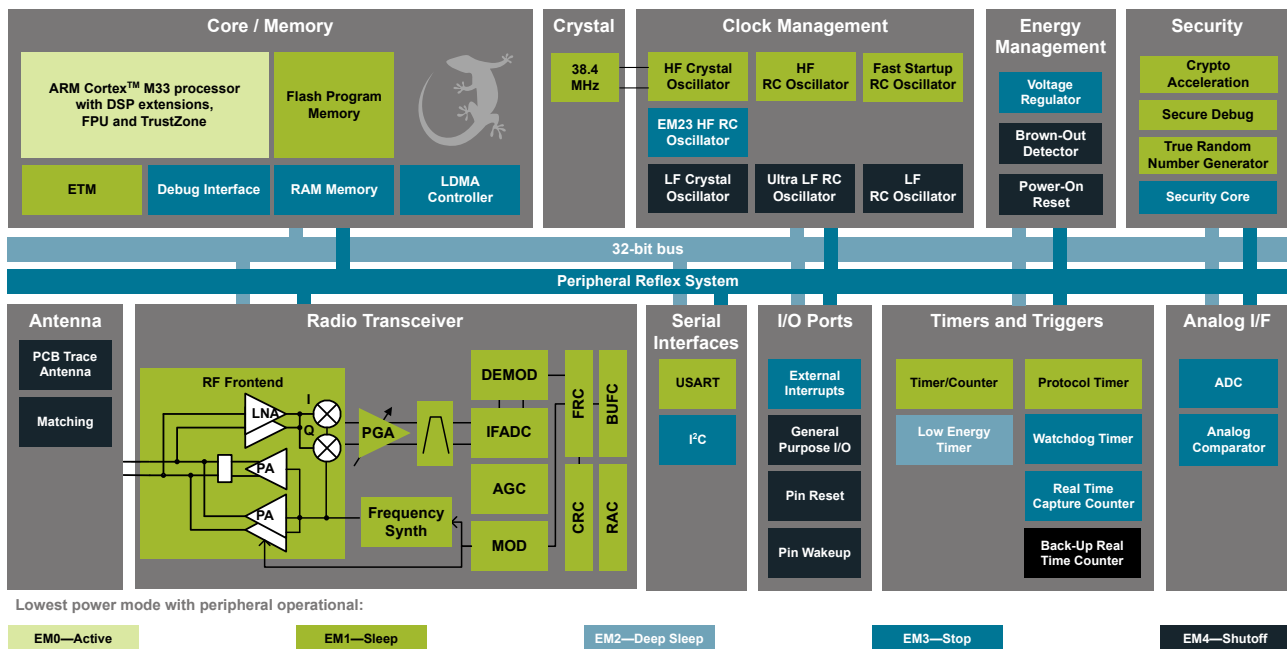 Core / Memory
ARM Cortex™ M33 processor
with DSP extensions,
FPU and TrustZone
Flash Program
Memory
ETM
Debug Interface
RAM Memory
LDMA
Controller
Crystal
38.4
MHz
Clock Management
HF Crystal
Oscillator
HF
RC Oscillator
Fast Startup
RC Oscillator
EM23 HF RC
Oscillator
LF Crystal
Oscillator
Ultra LF RC
Oscillator
LF
RC Oscillator
Energy
Management
Voltage
Regulator
Brown-Out
Detector
Power-On
Reset
Security
Crypto
Acceleration
Secure Debug
True Random
Number Generator
Security Core
32-bit bus
Peripheral Reflex System
Antenna
PCB Trace
Antenna
Matching
Radio Transceiver
RF Frontend
LNA
I
Q
PA
PA
PGA
Frequency
Synth
DEMOD
IFADC
AGC
MOD
FRC
BUFC
CRC
RAC
Serial
Interfaces
USART
I²C
I/O Ports
External
Interrupts
General
Purpose I/O
Pin Reset
Pin Wakeup
Timers and Triggers
Timer/Counter
Protocol Timer
Low Energy
Timer
Watchdog Timer
Real Time
Capture Counter
Back-Up Real
Time Counter
Analog I/F
ADC
Analog
Comparator
Lowest power mode with peripheral operational:
EM0—Active
EM1—Sleep
EM2—Deep Sleep
EM3—Stop
EM4—Shutoff